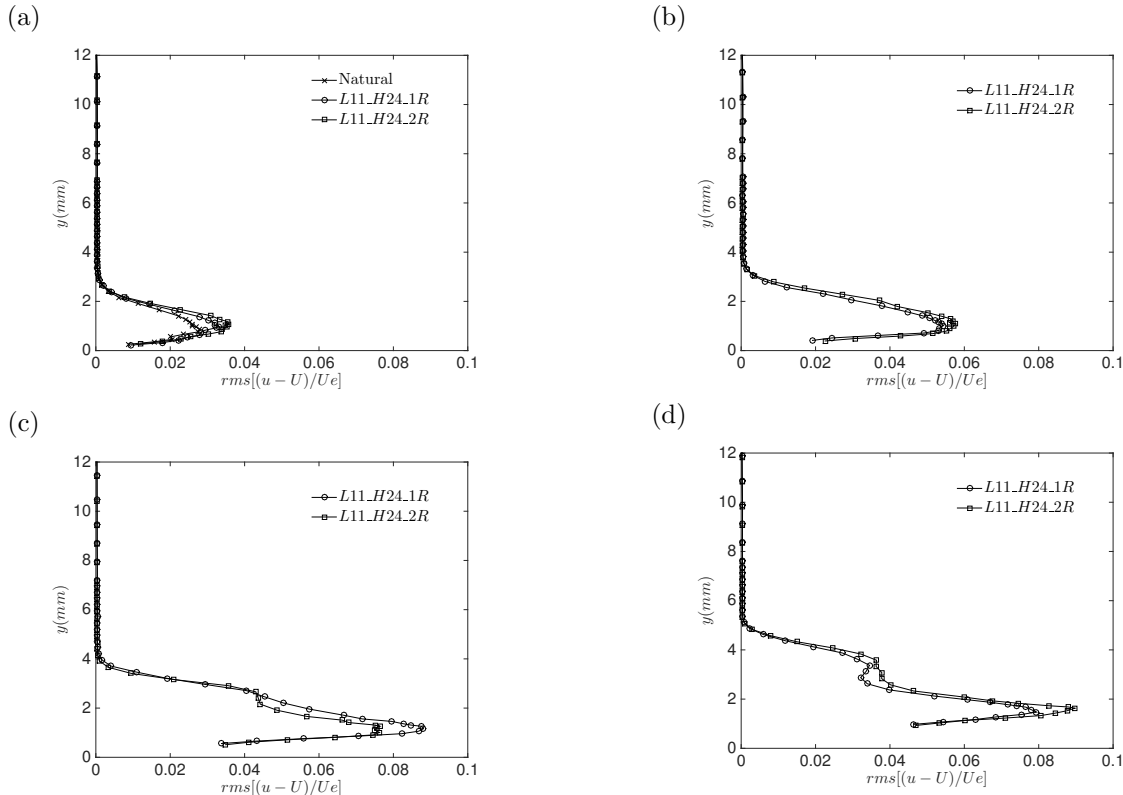 (a)
12
10
8
6
4
2
0
y(mm)
0 0.02 0.04 0.06 0.08 0.1
rms[(u − U)/Ue]
Natural
L11_H24_1R
L11_H24_2R
(b)
12
10
8
6
4
2
0
y(mm)
0 0.02 0.04 0.06 0.08 0.1
rms[(u − U)/Ue]
L11_H24_1R
L11_H24_2R
(c)
12
10
8
6
4
2
0
y(mm)
0 0.02 0.04 0.06 0.08 0.1
rms[(u − U)/Ue]
L11_H24_1R
L11_H24_2R
(d)
12
10
8
6
4
2
0
y(mm)
0 0.02 0.04 0.06 0.08 0.1
rms[(u − U)/Ue]
L11_H24_1R
L11_H24_2R